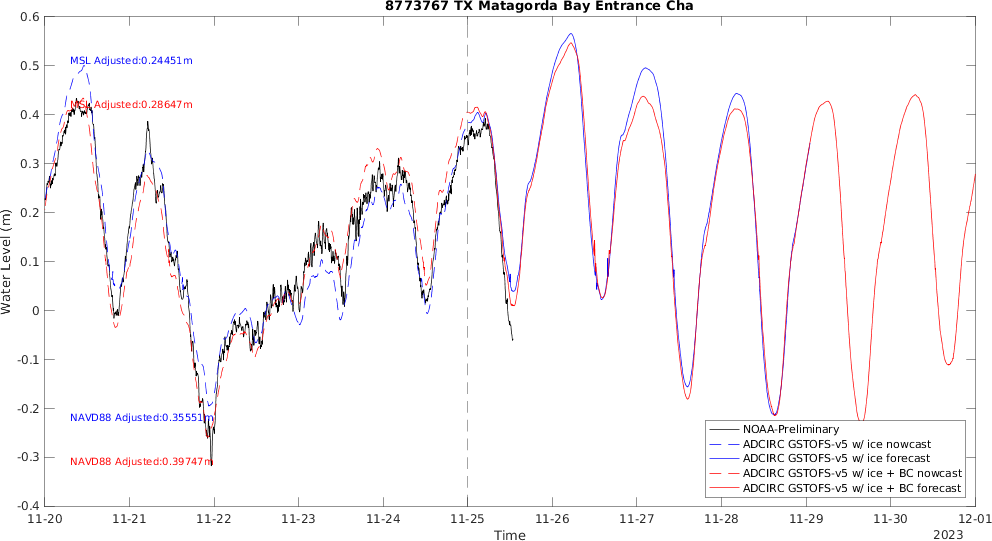 8773767 TX Matagorda Bay Entrance Cha
0.6
0.5
0.4
0.3
0.2
0.1
0
-0.1
-0.2
-0.3
-0.4
Water Level (m)
MSL Adjusted:0.24451m
MSL Adjusted:0.28647m
NAVD88 Adjusted:0.35551m
NAVD88 Adjusted:0.39747m
NOAA-Preliminary
ADCIRC GSTOFS-v5 w/ ice nowcast
ADCIRC GSTOFS-v5 w/ ice forecast
ADCIRC GSTOFS-v5 w/ ice + BC nowcast
ADCIRC GSTOFS-v5 w/ ice + BC forecast
11-20 11-21 11-22 11-23 11-24 11-25 11-26 11-27 11-28 11-29 11-30 12-01
Time
2023